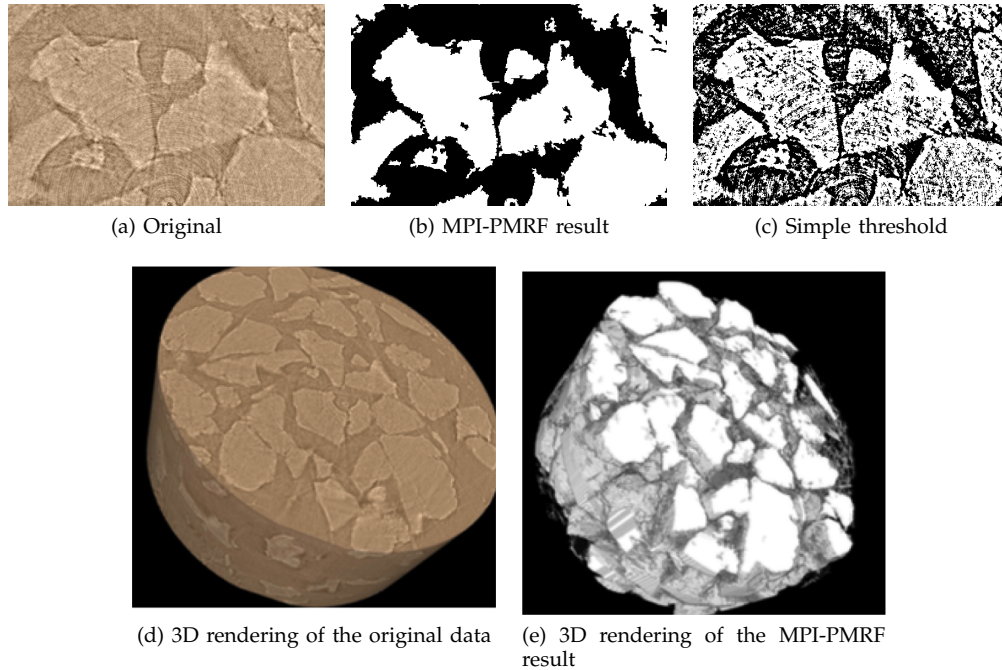 (a) Original
(b) MPI-PMRF result
(c) Simple threshold
(d) 3D rendering of the original data
(e) 3D rendering of the MPI-PMRF
result